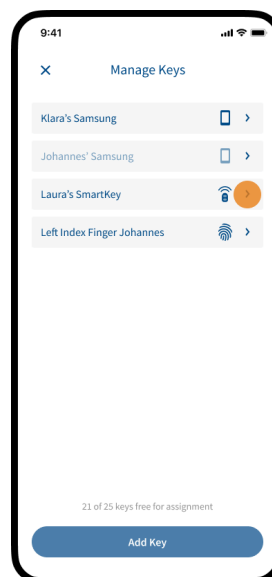 9:41
Manage Keys
Klara's Samsung
Johannes' Samsung
Laura's SmartKey
Left Index Finger Johannes
21 of 25 keys free for assignment
Add Key